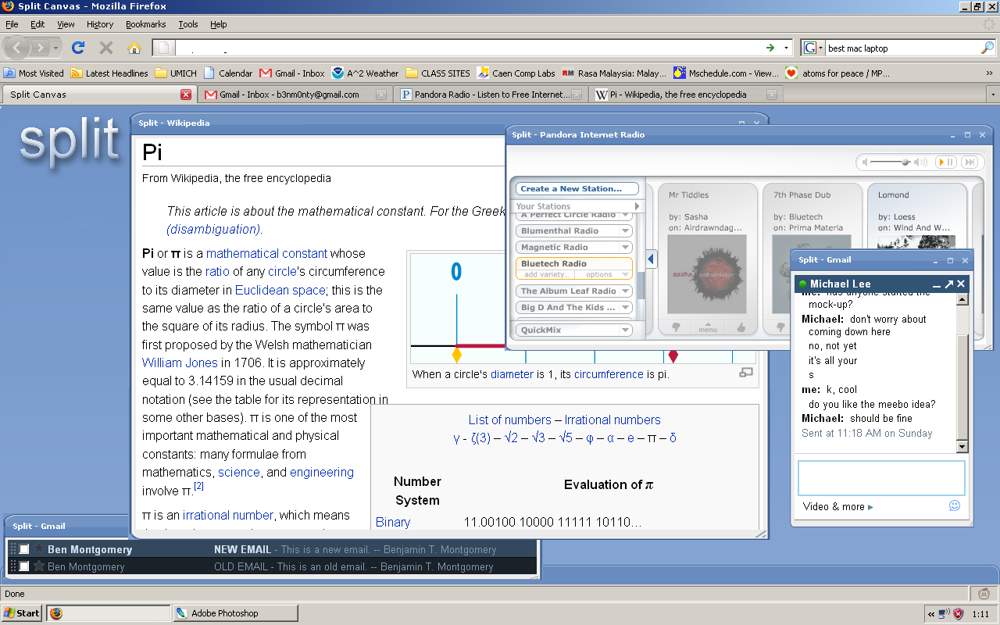 Split Canvas - Mozilla Firefox
File Edit View History Bookmarks Tools Help
best mac laptop
Most Visited Latest Headlines UMICH Calendar Gmail - Inbox A^2 Weather CLASS SITES Caen Comp Labs Rasa Malaysia: Malay... Mschedule.com - View... atoms for peace / MP... »
Split Canvas Gmail - Inbox - b3nm0nty@gmail.com Pandora Radio - Listen to Free Internet... Pi - Wikipedia, the free encyclopedia
split
Split - Wikipedia
Pi
From Wikipedia, the free encyclopedia
This article is about the mathematical constant. For the Greek
(disambiguation).
Pi or π is a mathematical constant whose
value is the ratio of any circle's circumference
to its diameter in Euclidean space; this is the
same value as the ratio of a circle's area to
the square of its radius. The symbol π was
first proposed by the Welsh mathematician
William Jones in 1706. It is approximately
equal to 3.14159 in the usual decimal
notation (see the table for its representation in
some other bases). π is one of the most
important mathematical and physical
constants: many formulae from
mathematics, science, and engineering
involve π.[2]
π is an irrational number, which means
0
When a circle's diameter is 1, its circumference is pi.
List of numbers – Irrational numbers
γ - ζ(3) – √2 – √3 – √5 – φ – α – e – π – δ
Number
System
Evaluation of π
Binary 11.00100 10000 11111 10110...
Split - Pandora Internet Radio
Create a New Station...
Your Stations
A Perfect Circle Radio
Blumenthal Radio
Magnetic Radio
Bluetech Radio
add variety... options
The Album Leaf Radio
Big D And The Kids ...
QuickMix
Mr Tiddles
by: Sasha
on: Airdrawndag...
sasha airdrawndagger
menu
7th Phase Dub
by: Bluetech
on: Prima Materia
Lomond
by: Loess
on: Wind And W...
Split - Gmail
Michael Lee
me: has anyone started the
mock-up?
Michael: don't worry about
coming down here
no, not yet
it's all your
s
me: k, cool
do you like the meebo idea?
Michael: should be fine
Sent at 11:18 AM on Sunday
Video & more ▸
Split - Gmail
Ben Montgomery NEW EMAIL - This is a new email. -- Benjamin T. Montgomery
Ben Montgomery OLD EMAIL - This is an old email. -- Benjamin T. Montgomery
Done
Start Adobe Photoshop « 1:11